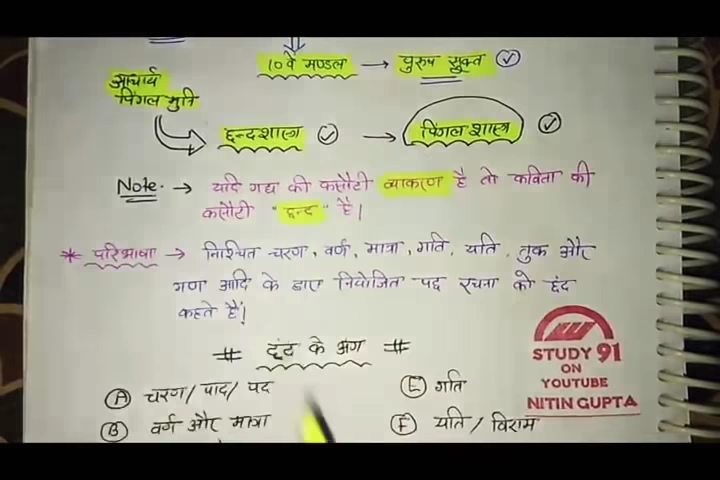 10वें मण्डल → पुरुष सूक्त
आचार्य
पिंगल मुनि
छन्दशास्त्र → पिंगल शास्त्र
Note. → यदि गद्य की कसौटी व्याकरण है तो कविता की
कसौटी "छन्द" है।
* परिभाषा → निश्चित चरण, वर्ण, मात्रा, गति, यति, तुक और
गण आदि के द्वारा नियोजित पद्य रचना को छंद
कहते हैं।
# छंद के अंग #
STUDY 91
ON
YOUTUBE
NITIN GUPTA
(A) चरण/पाद/पद
(E) गति
(B) वर्ण और मात्रा
(F) यति/विराम